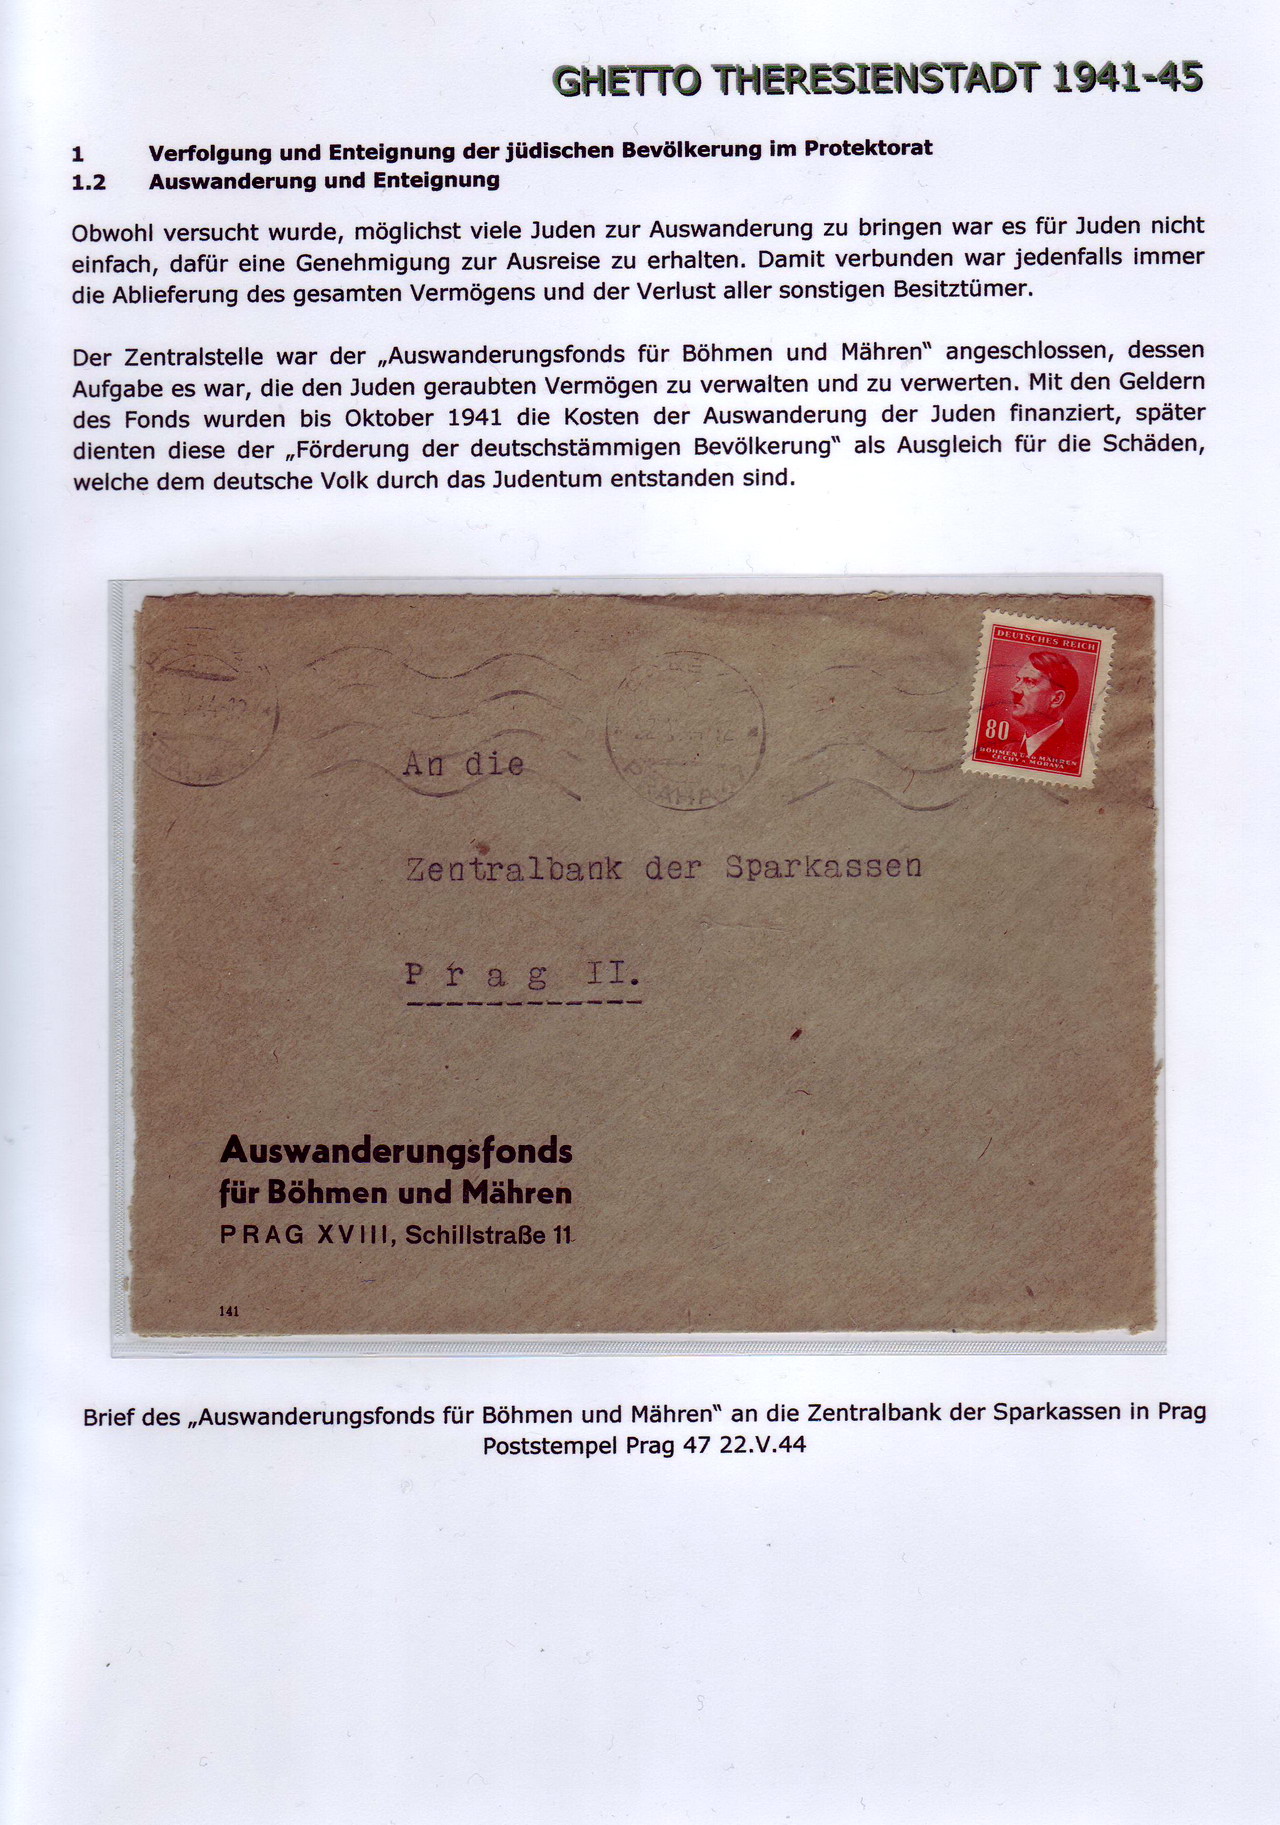 GHETTO THERESIENSTADT 1941-45
1 Verfolgung und Enteignung der jüdischen Bevölkerung im Protektorat
1.2 Auswanderung und Enteignung
Obwohl versucht wurde, möglichst viele Juden zur Auswanderung zu bringen war es für Juden nicht
einfach, dafür eine Genehmigung zur Ausreise zu erhalten. Damit verbunden war jedenfalls immer
die Ablieferung des gesamten Vermögens und der Verlust aller sonstigen Besitztümer.
Der Zentralstelle war der „Auswanderungsfonds für Böhmen und Mähren" angeschlossen, dessen
Aufgabe es war, die den Juden geraubten Vermögen zu verwalten und zu verwerten. Mit den Geldern
des Fonds wurden bis Oktober 1941 die Kosten der Auswanderung der Juden finanziert, später
dienten diese der „Förderung der deutschstämmigen Bevölkerung" als Ausgleich für die Schäden,
welche dem deutsche Volk durch das Judentum entstanden sind.
DEUTSCHES REICH
80
BÖHMEN U. MÄHREN
ČECHY A MORAVA
An die
Zentralbank der Sparkassen
Prag II.
Auswanderungsfonds
für Böhmen und Mähren
PRAG XVIII, Schillstraße 11
141
Brief des „Auswanderungsfonds für Böhmen und Mähren" an die Zentralbank der Sparkassen in Prag
Poststempel Prag 47 22.V.44